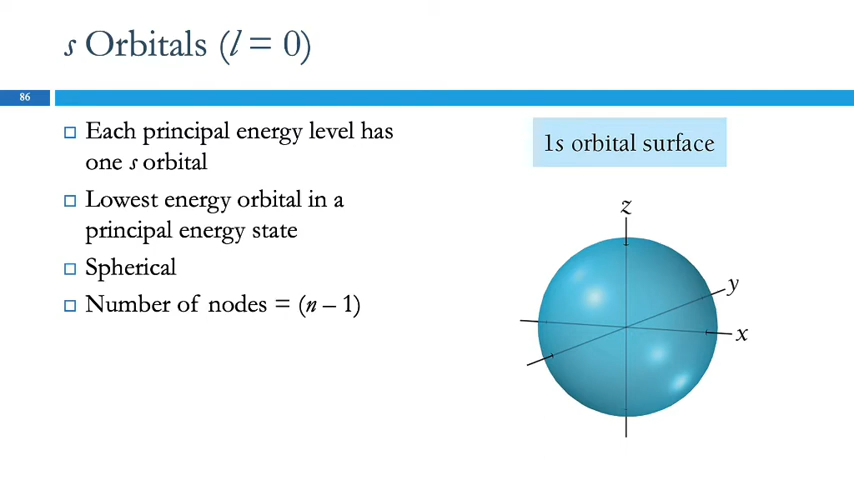 s Orbitals (l = 0)
86
□ Each principal energy level has
one s orbital
□ Lowest energy orbital in a
principal energy state
□ Spherical
□ Number of nodes = (n – 1)
1s orbital surface
z
y
x